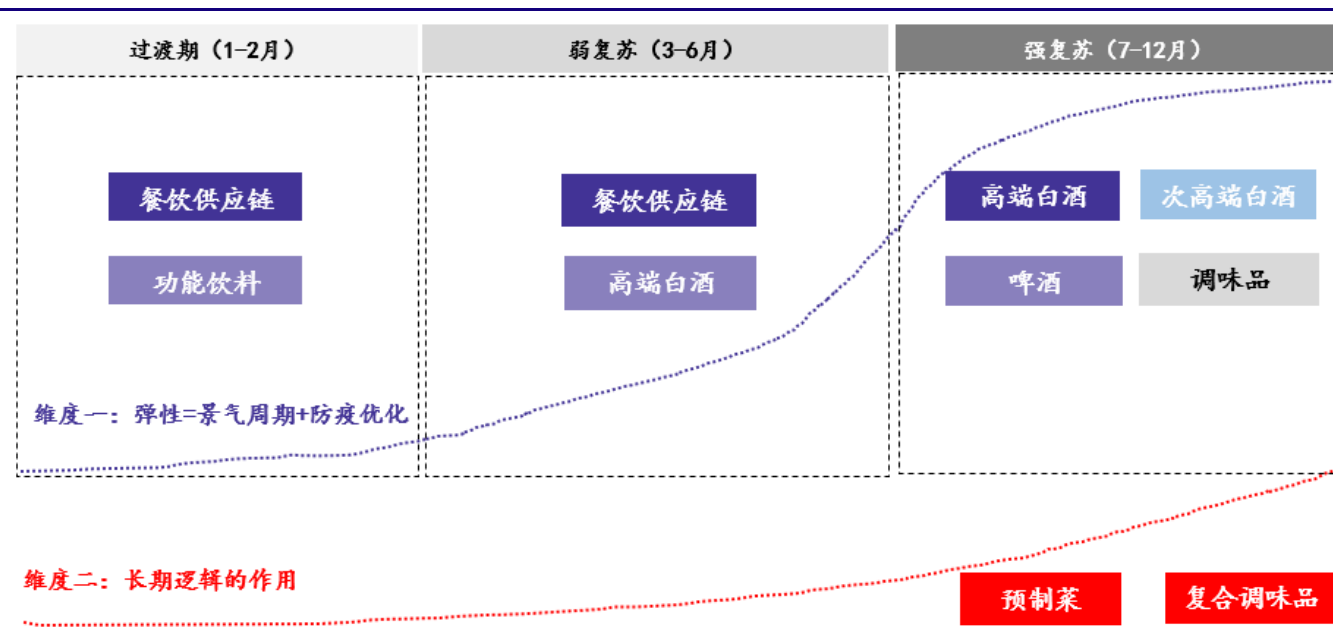 过渡期（1-2月）
弱复苏（3-6月）
强复苏（7-12月）
餐饮供应链
餐饮供应链
高端白酒
次高端白酒
功能饮料
高端白酒
啤酒
调味品
维度一：弹性=景气周期+防疫优化
维度二：长期逻辑的作用
预制菜
复合调味品